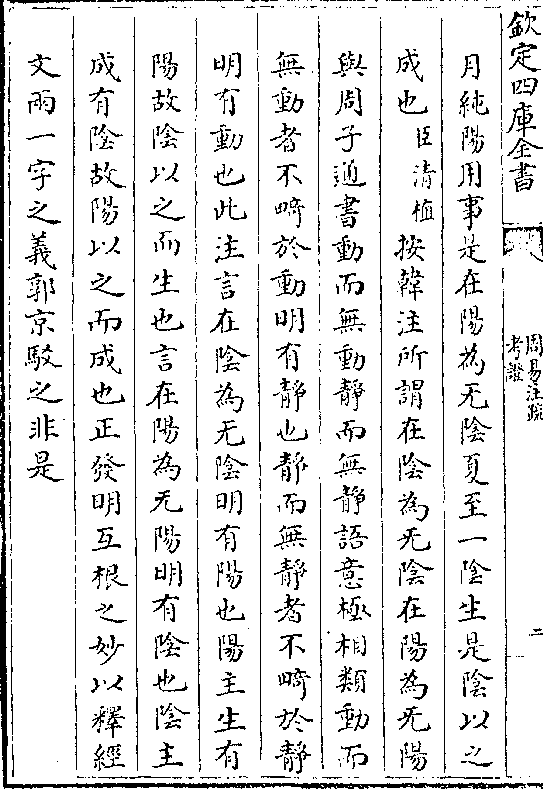 欽定四庫全書
周易注疏
考證
二
月純陽用事是在陽為无陰夏至一陰生是陰以之
成也臣清植按韓注所謂在陰為无陰在陽為无陽
與周子通書動而無動靜而無靜語意極相類動而
無動者不畸於動明有靜也靜而無靜者不畸於靜
明有動也此注言在陰為无陰明有陽也陽主生有
陽故陰以之而生也言在陽為无陽明有陰也陰主
成有陰故陽以之而成也正發明互根之妙以釋經
文兩一字之義郭京駁之非是